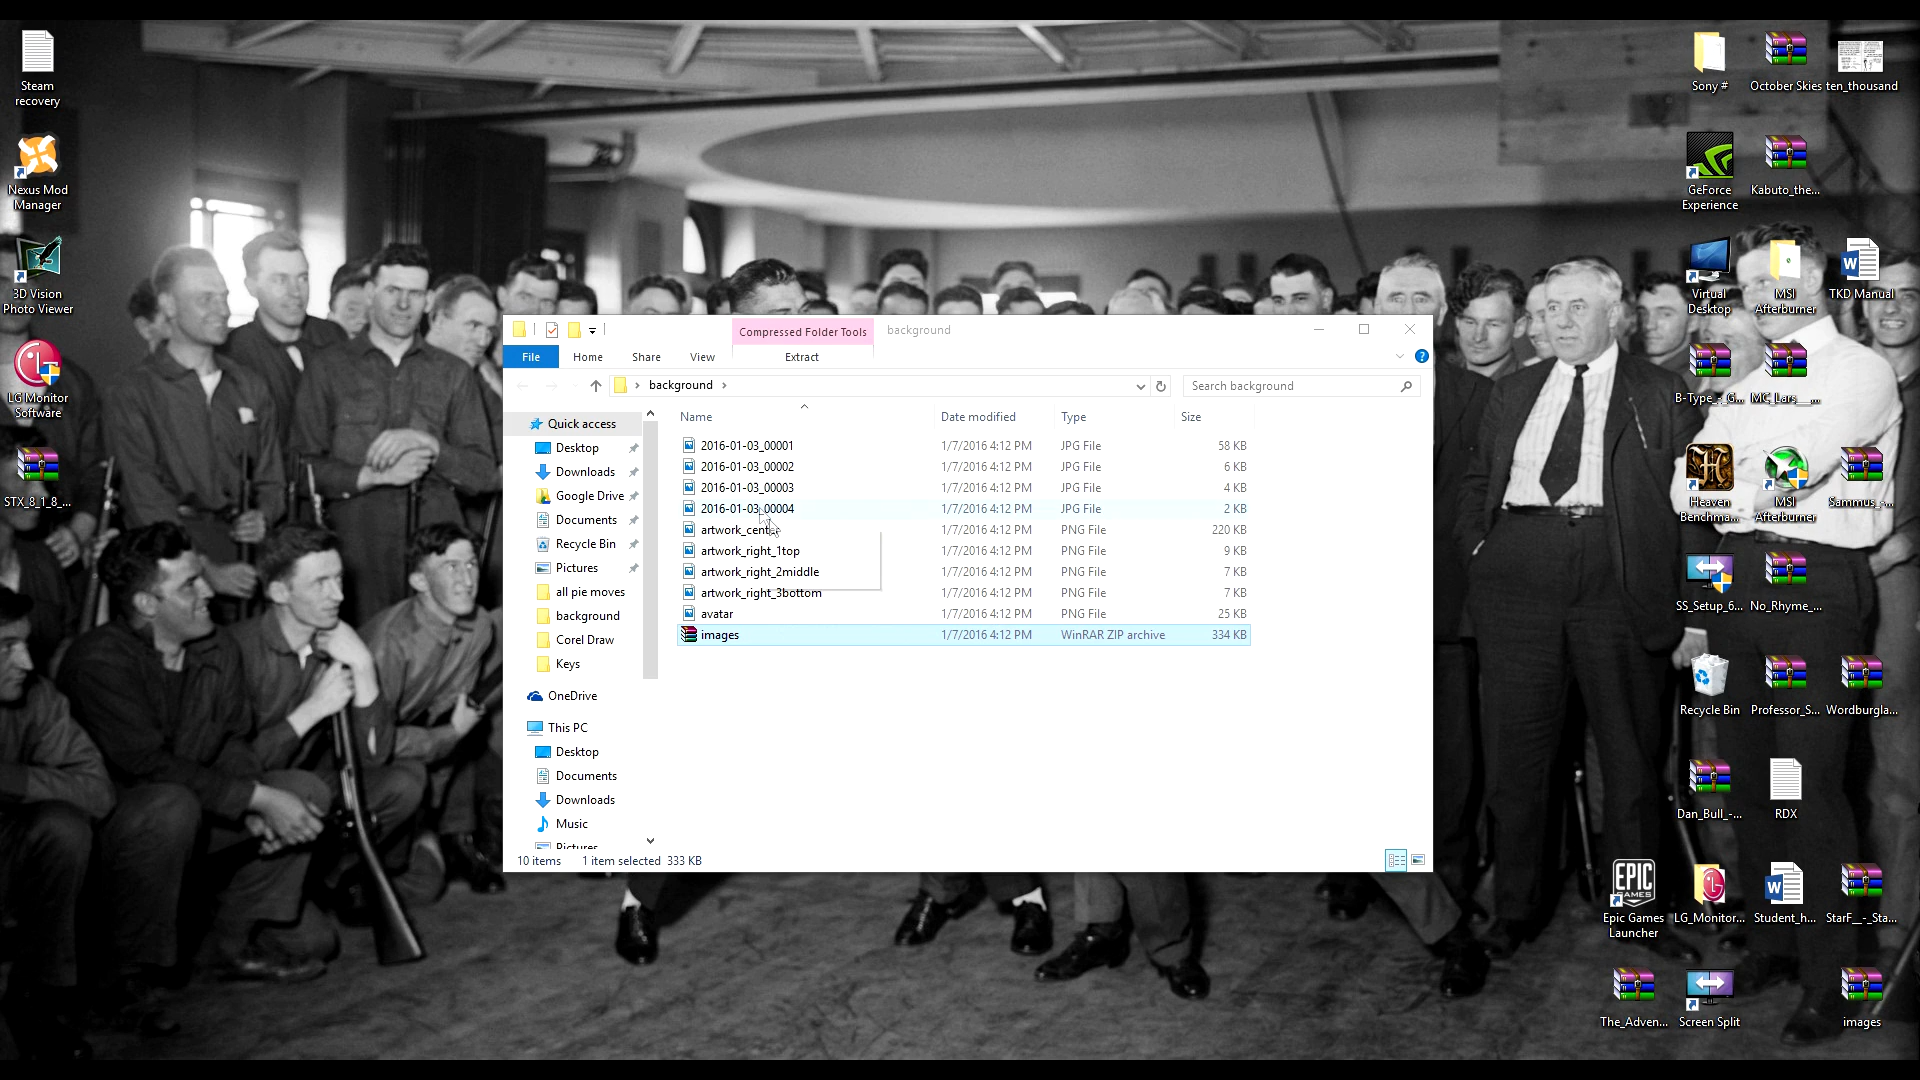 Steam
recovery
Nexus Mod
Manager
3D Vision
Photo Viewer
LG Monitor
Software
STX_8_1_8_...
Compressed Folder Tools
background
File
Home
Share
View
Extract
background
Search background
Quick access
Desktop
Downloads
Google Drive
Documents
Recycle Bin
Pictures
all pie moves
background
Corel Draw
Keys
OneDrive
This PC
Desktop
Documents
Downloads
Music
Pictures
Name Date modified Type Size
2016-01-03_00001 1/7/2016 4:12 PM JPG File 58 KB
2016-01-03_00002 1/7/2016 4:12 PM JPG File 6 KB
2016-01-03_00003 1/7/2016 4:12 PM JPG File 4 KB
2016-01-03_00004 1/7/2016 4:12 PM JPG File 2 KB
artwork_center 1/7/2016 4:12 PM PNG File 220 KB
artwork_right_1top 1/7/2016 4:12 PM PNG File 9 KB
artwork_right_2middle 1/7/2016 4:12 PM PNG File 7 KB
artwork_right_3bottom 1/7/2016 4:12 PM PNG File 7 KB
avatar 1/7/2016 4:12 PM PNG File 25 KB
images 1/7/2016 4:12 PM WinRAR ZIP archive 334 KB
10 items 1 item selected 333 KB
Sony #
October Skies
ten_thousand
GeForce
Experience
Kabuto_the...
Virtual
Desktop
MSI
Afterburner
TKD Manual
B-Type_-_G...
MC_Lars___...
Heaven
Benchma...
MSI
Afterburner
Sammus_-...
SS_Setup_6...
No_Rhyme_...
Recycle Bin
Professor_S...
Wordburgla...
Dan_Bull_-...
RDX
EPIC
GAMES
Epic Games
Launcher
LG_Monitor...
Student_h...
StarF__-_Sta...
The_Adven...
Screen Split
images